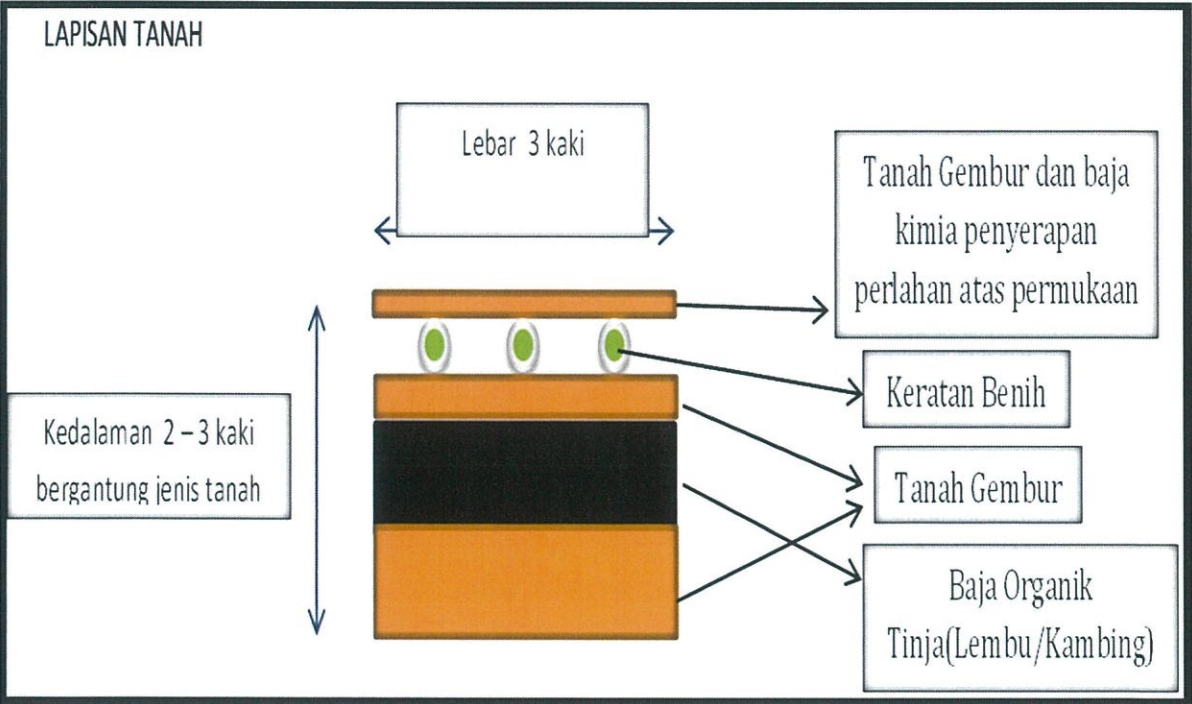 LAPISAN TANAH
Lebar 3 kaki
Tanah Gembur dan baja
kimia penyerapan
perlahan atas permukaan
Keratan Benih
Kedalaman 2 – 3 kaki
bergantung jenis tanah
Tanah Gembur
Baja Organik
Tinja(Lembu/Kambing)